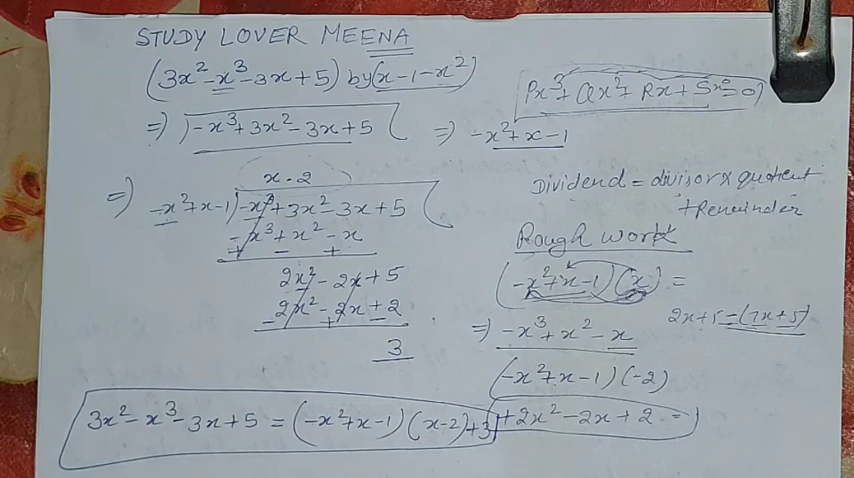 STUDY LOVER MEENA
(3x²-x³-3x+5) by (x-1-x²)
Px³+Qx²+Rx+Sx⁰=0)
=) )-x³+3x²-3x+5 ( =) -x²+x-1
x-2
=) -x²+x-1)-x³+3x²-3x+5 (
Dividend = divisor x quotient
+Remainder
-x³+x²-x
+ - +
Rough work
2x²-2x+5
(-x²+x-1)(x) =
2x²-2x+2
- + -
=) -x³+x²-x
2x+5=(7x+5)
3
(-x²+x-1)(-2)
3x²-x³-3x+5 = (-x²+x-1)(x-2)+3
+2x²-2x+2 =)